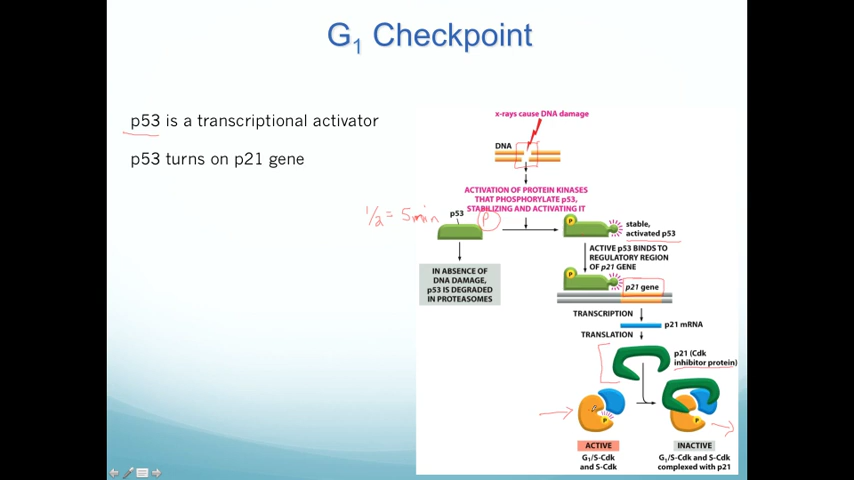 G1 Checkpoint
p53 is a transcriptional activator
p53 turns on p21 gene
x-rays cause DNA damage
DNA
ACTIVATION OF PROTEIN KINASES
THAT PHOSPHORYLATE p53,
STABILIZING AND ACTIVATING IT
1/2 = 5min
p53
P
P
stable,
activated p53
ACTIVE p53 BINDS TO
REGULATORY REGION
OF p21 GENE
IN ABSENCE OF
DNA DAMAGE,
p53 IS DEGRADED
IN PROTEASOMES
P
p21 gene
TRANSCRIPTION
p21 mRNA
TRANSLATION
p21 (Cdk
inhibitor protein)
P
P
ACTIVE
INACTIVE
G1/S-Cdk
and S-Cdk
G1/S-Cdk and S-Cdk
complexed with p21